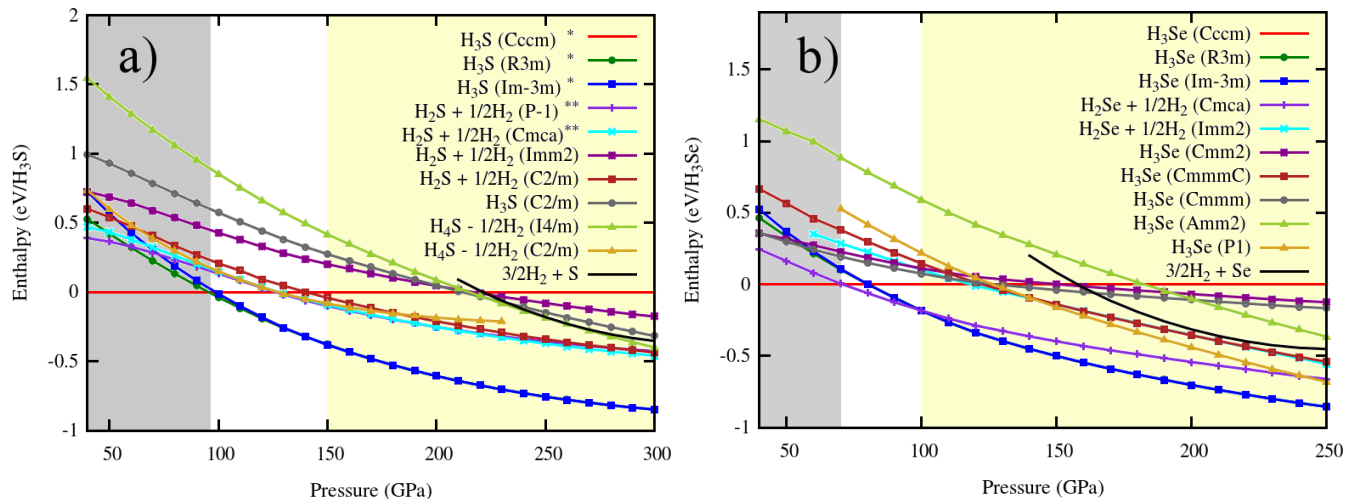 a)
Enthalpy (eV/H₃S)
2
1.5
1
0.5
0
-0.5
-1
H₃S (Cccm) *
H₃S (R3m) *
H₃S (Im-3m) *
H₂S + 1/2H₂ (P-1) **
H₂S + 1/2H₂ (Cmca) **
H₂S + 1/2H₂ (Imm2)
H₂S + 1/2H₂ (C2/m)
H₃S (C2/m)
H₄S - 1/2H₂ (I4/m)
H₄S - 1/2H₂ (C2/m)
3/2H₂ + S
50 100 150 200 250 300
Pressure (GPa)
b)
Enthalpy (eV/H₃Se)
1.5
1
0.5
0
-0.5
-1
H₃Se (Cccm)
H₃Se (R3m)
H₃Se (Im-3m)
H₂Se + 1/2H₂ (Cmca)
H₂Se + 1/2H₂ (Imm2)
H₃Se (Cmm2)
H₃Se (CmmmC)
H₃Se (Cmmm)
H₃Se (Amm2)
H₃Se (P1)
3/2H₂ + Se
50 100 150 200 250
Pressure (GPa)